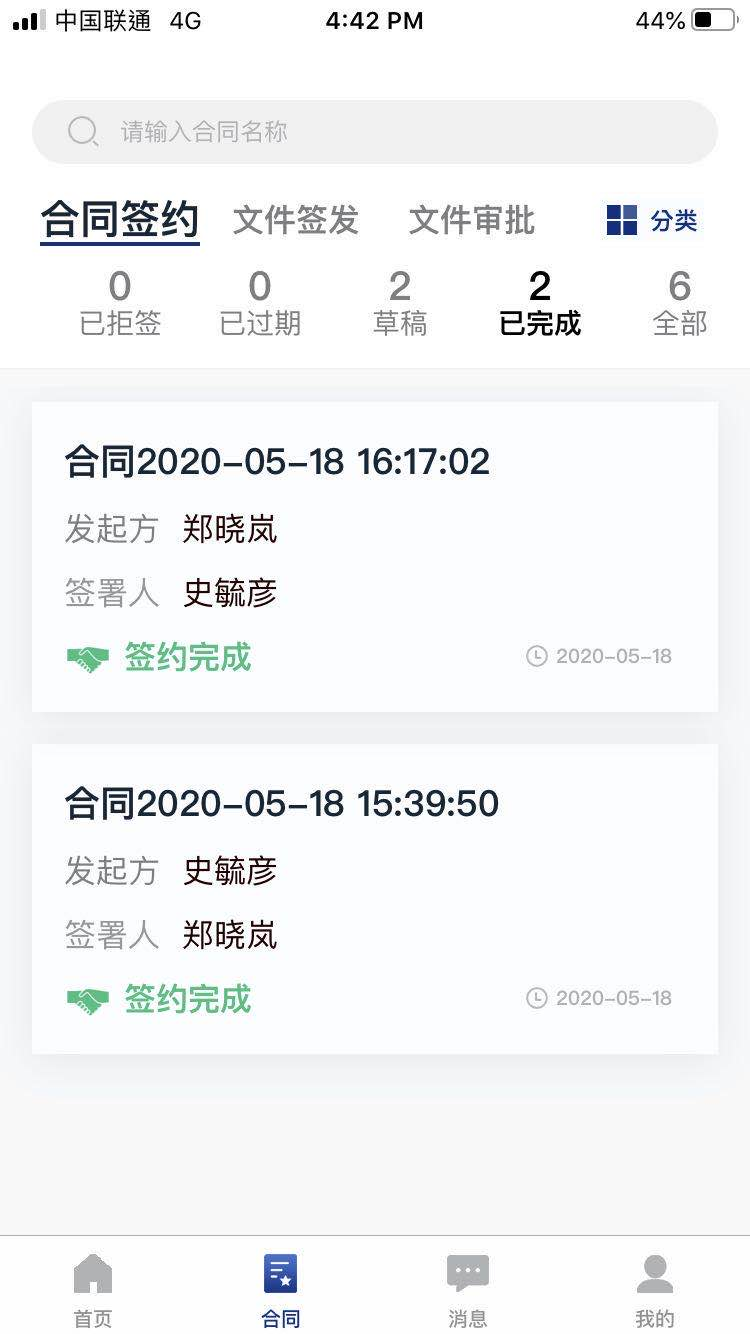 中国联通 4G 4:42 PM 44%
请输入合同名称
合同签约 文件签发 文件审批 分类
0 0 2 2 6
已拒签 已过期 草稿 已完成 全部
合同2020-05-18 16:17:02
发起方 郑晓岚
签署人 史毓彦
签约完成 2020-05-18
合同2020-05-18 15:39:50
发起方 史毓彦
签署人 郑晓岚
签约完成 2020-05-18
首页 合同 消息 我的